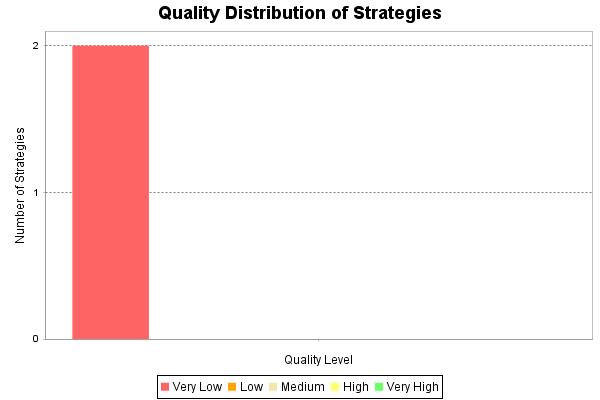 Quality Distribution of Strategies
2
1
0
Number of Strategies
Quality Level
Very Low Low Medium High Very High